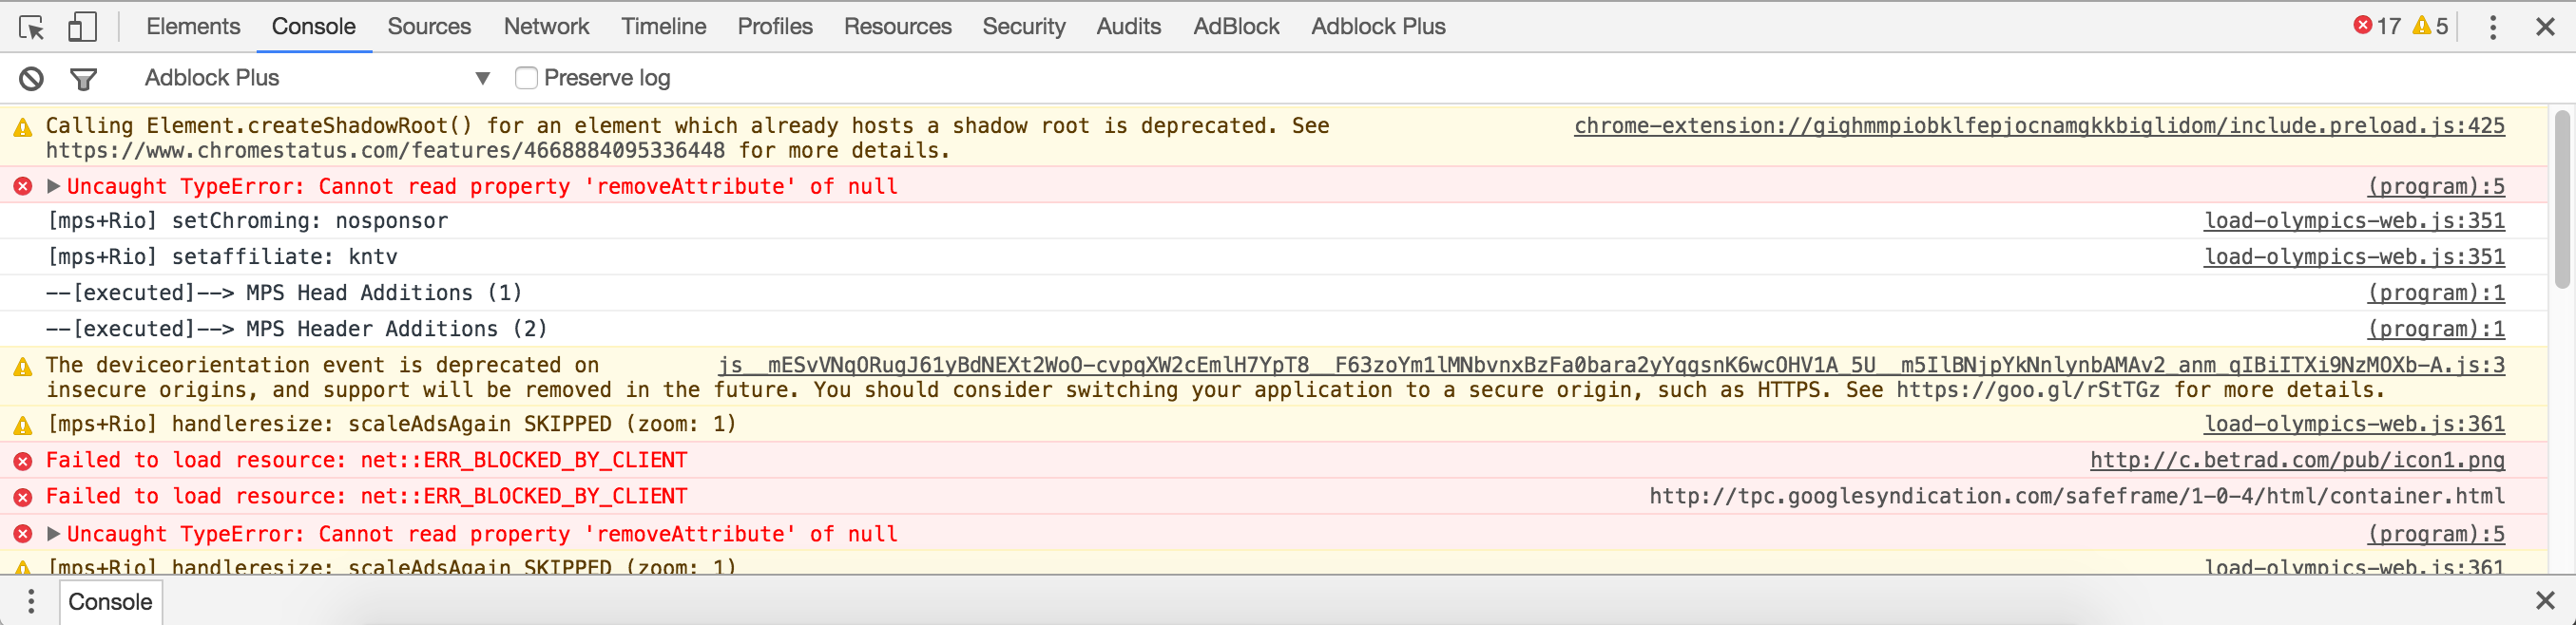 Elements Console Sources Network Timeline Profiles Resources Security Audits AdBlock Adblock Plus 17 5
Adblock Plus Preserve log
Calling Element.createShadowRoot() for an element which already hosts a shadow root is deprecated. See chrome-extension://gighmmpiobklfepjocnamgkkbiglidom/include.preload.js:425
https://www.chromestatus.com/features/4668884095336448 for more details.
Uncaught TypeError: Cannot read property 'removeAttribute' of null (program):5
[mps+Rio] setChroming: nosponsor load-olympics-web.js:351
[mps+Rio] setaffiliate: kntv load-olympics-web.js:351
--[executed]--> MPS Head Additions (1) (program):1
--[executed]--> MPS Header Additions (2) (program):1
The deviceorientation event is deprecated on js__mESvVNqORugJ61yBdNEXt2WoO-cvpqXW2cEmlH7YpT8__F63zoYm1lMNbvnxBzFa0bara2yYqgsnK6wcOHV1A_5U__m5IlBNjpYkNnlynbAMAv2_anm_qIBiITXi9NzMOXb-A.js:3
insecure origins, and support will be removed in the future. You should consider switching your application to a secure origin, such as HTTPS. See https://goo.gl/rStTGz for more details.
[mps+Rio] handleresize: scaleAdsAgain SKIPPED (zoom: 1) load-olympics-web.js:361
Failed to load resource: net::ERR_BLOCKED_BY_CLIENT http://c.betrad.com/pub/icon1.png
Failed to load resource: net::ERR_BLOCKED_BY_CLIENT http://tpc.googlesyndication.com/safeframe/1-0-4/html/container.html
Uncaught TypeError: Cannot read property 'removeAttribute' of null (program):5
[mps+Rio] handleresize: scaleAdsAgain SKIPPED (zoom: 1) load-olympics-web.js:361
Console